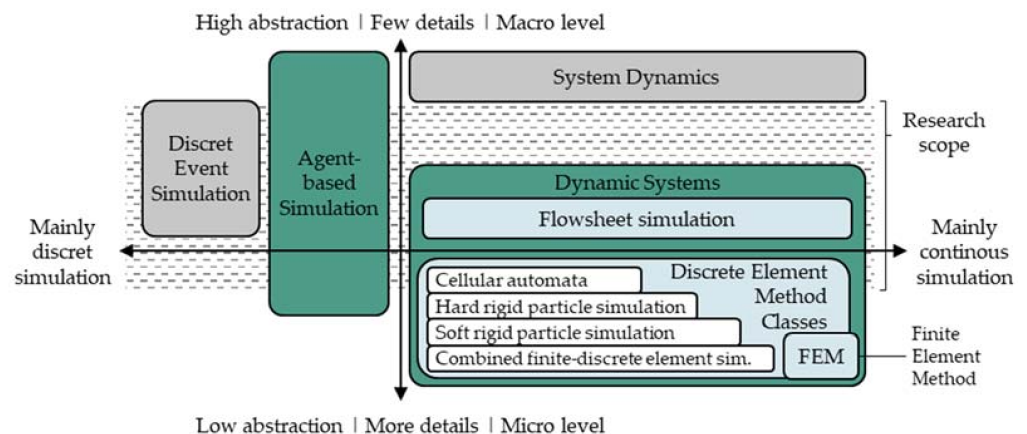 High abstraction | Few details | Macro level
System Dynamics
Discret
Event
Simulation
Agent-
based
Simulation
Research
scope
Dynamic Systems
Flowsheet simulation
Mainly
discret
simulation
Mainly
continous
simulation
Cellular automata
Hard rigid particle simulation
Soft rigid particle simulation
Combined finite-discrete element sim.
Discrete Element
Method
Classes
FEM
Finite
Element
Method
Low abstraction | More details | Micro level